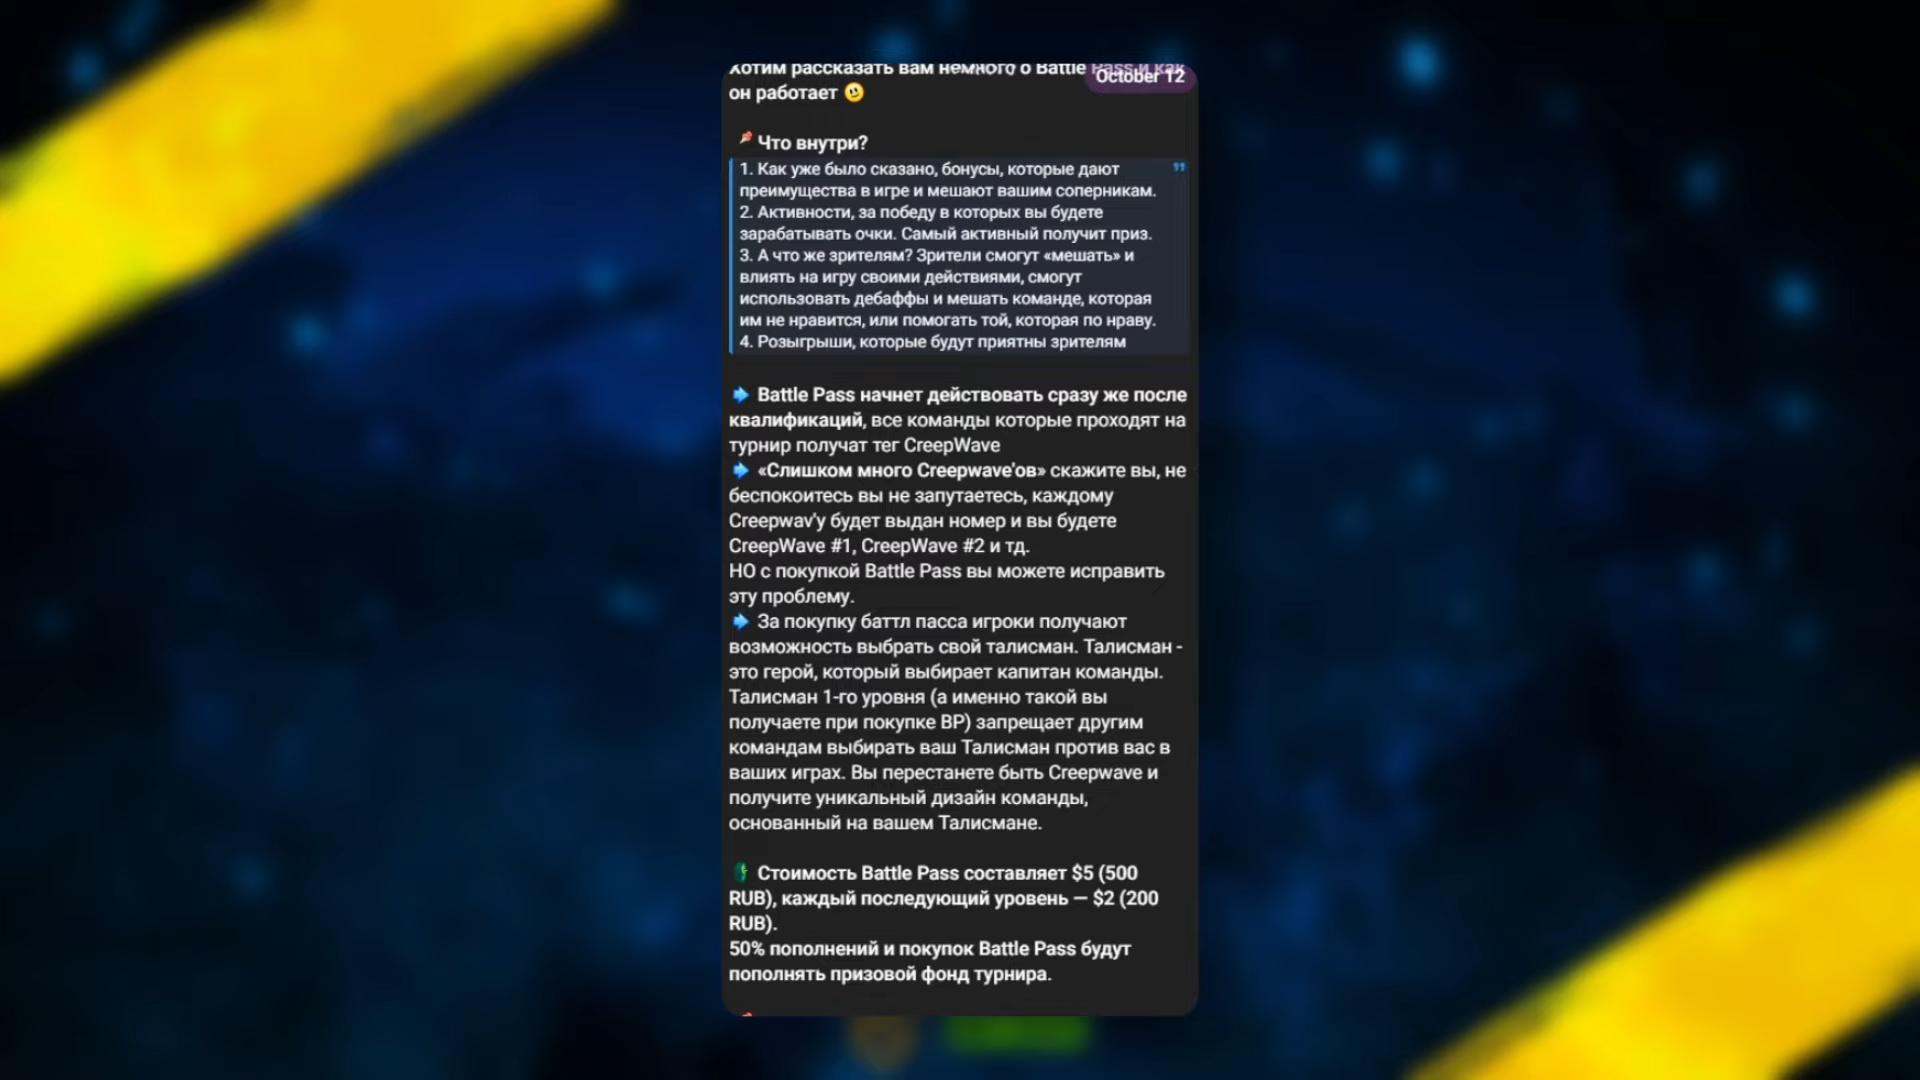 Хотим рассказать вам немного о Battle Pass и как
October 12
он работает
Что внутри?
1. Как уже было сказано, бонусы, которые дают
преимущества в игре и мешают вашим соперникам.
2. Активности, за победу в которых вы будете
зарабатывать очки. Самый активный получит приз.
3. А что же зрителям? Зрители смогут «мешать» и
влиять на игру своими действиями, смогут
использовать дебаффы и мешать команде, которая
им не нравится, или помогать той, которая по нраву.
4. Розыгрыши, которые будут приятны зрителям
Battle Pass начнет действовать сразу же после
квалификаций, все команды которые проходят на
турнир получат тег CreepWave
«Слишком много Creepwave'ов» скажите вы, не
беспокоитесь вы не запутаетесь, каждому
Creepwav'у будет выдан номер и вы будете
CreepWave #1, CreepWave #2 и тд.
НО с покупкой Battle Pass вы можете исправить
эту проблему.
За покупку баттл пасса игроки получают
возможность выбрать свой талисман. Талисман -
это герой, который выбирает капитан команды.
Талисман 1-го уровня (а именно такой вы
получаете при покупке BP) запрещает другим
командам выбирать ваш Талисман против вас в
ваших играх. Вы перестанете быть Creepwave и
получите уникальный дизайн команды,
основанный на вашем Талисмане.
Стоимость Battle Pass составляет $5 (500
RUB), каждый последующий уровень — $2 (200
RUB).
50% пополнений и покупок Battle Pass будут
пополнять призовой фонд турнира.